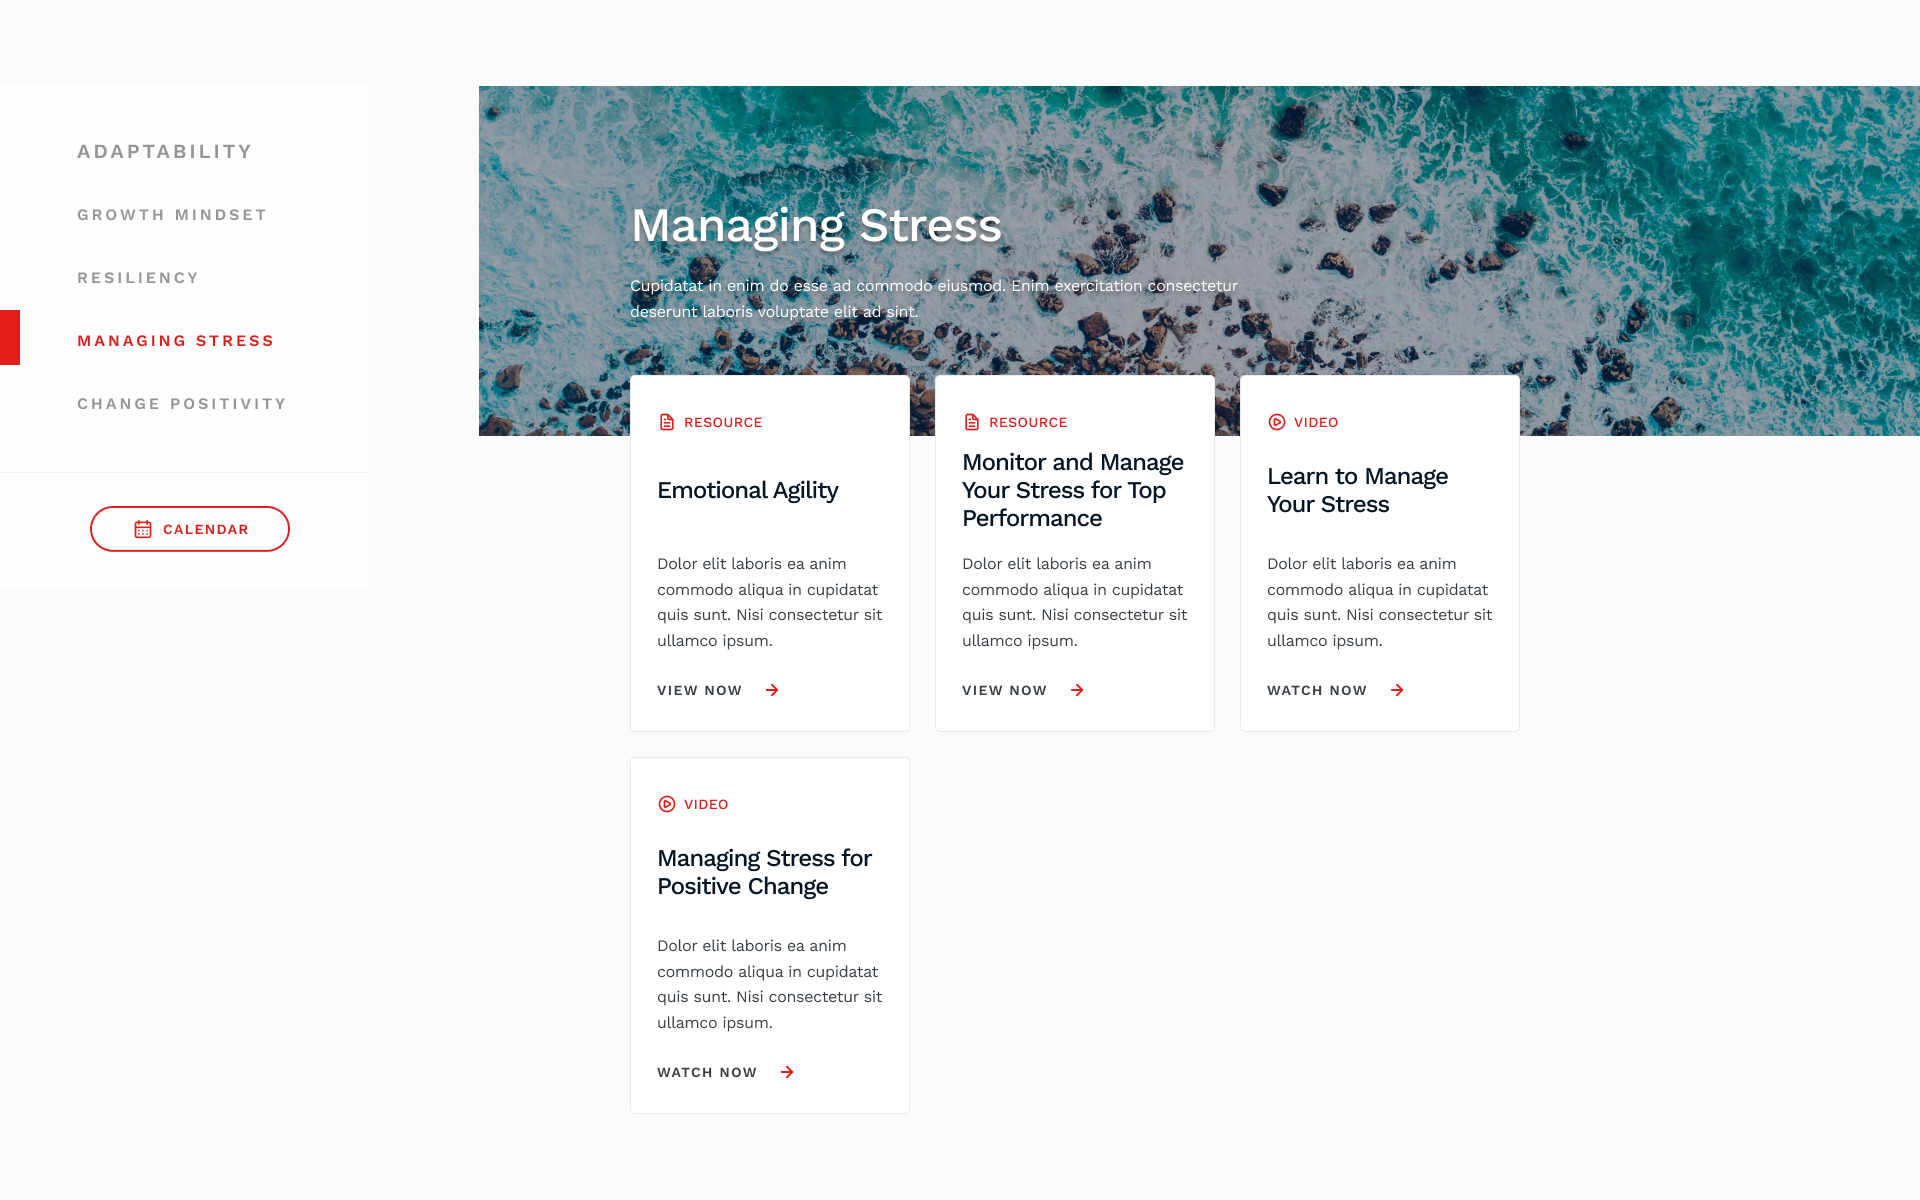 ADAPTABILITY
GROWTH MINDSET
RESILIENCY
MANAGING STRESS
CHANGE POSITIVITY
CALENDAR
Managing Stress
Cupidatat in enim do esse ad commodo eiusmod. Enim exercitation consectetur
deserunt laboris voluptate elit ad sint.
RESOURCE
Emotional Agility
Dolor elit laboris ea anim
commodo aliqua in cupidatat
quis sunt. Nisi consectetur sit
ullamco ipsum.
VIEW NOW
RESOURCE
Monitor and Manage
Your Stress for Top
Performance
Dolor elit laboris ea anim
commodo aliqua in cupidatat
quis sunt. Nisi consectetur sit
ullamco ipsum.
VIEW NOW
VIDEO
Learn to Manage
Your Stress
Dolor elit laboris ea anim
commodo aliqua in cupidatat
quis sunt. Nisi consectetur sit
ullamco ipsum.
WATCH NOW
VIDEO
Managing Stress for
Positive Change
Dolor elit laboris ea anim
commodo aliqua in cupidatat
quis sunt. Nisi consectetur sit
ullamco ipsum.
WATCH NOW